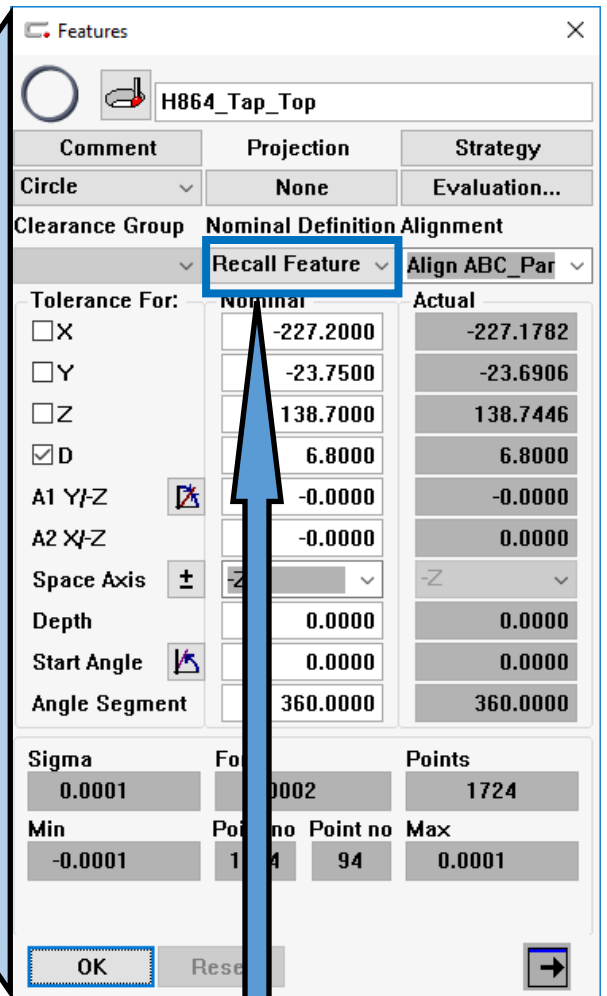 Features
H864_Tap_Top
Comment Projection Strategy
Circle None Evaluation...
Clearance Group Nominal Definition Alignment
Recall Feature Align ABC_Par
Tolerance For: Nominal Actual
X -227.2000 -227.1782
Y -23.7500 -23.6906
Z 138.7000 138.7446
D 6.8000 6.8000
A1 Y/-Z -0.0000 -0.0000
A2 X/-Z -0.0000 0.0000
Space Axis ± -Z -Z
Depth 0.0000 0.0000
Start Angle 0.0000 0.0000
Angle Segment 360.0000 360.0000
Sigma Points
0.0001 1724
Min Point no Max
-0.0001 94 0.0001
OK